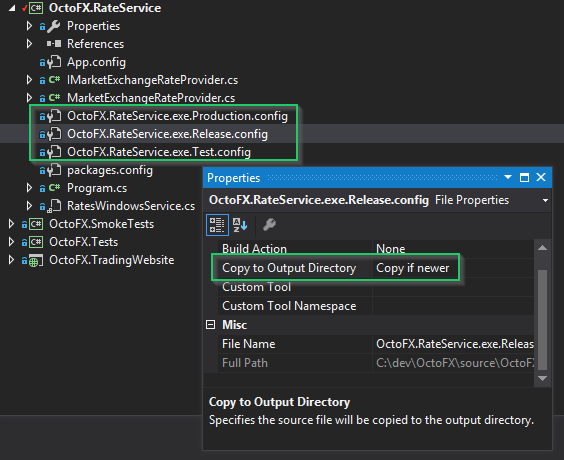 OctoFX.RateService
Properties
References
App.config
IMarketExchangeRateProvider.cs
MarketExchangeRateProvider.cs
OctoFX.RateService.exe.Production.config
OctoFX.RateService.exe.Release.config
OctoFX.RateService.exe.Test.config
packages.config
Program.cs
RatesWindowsService.cs
OctoFX.SmokeTests
OctoFX.Tests
OctoFX.TradingWebsite
Properties
OctoFX.RateService.exe.Release.config File Properties
Build Action None
Copy to Output Directory Copy if newer
Custom Tool
Custom Tool Namespace
Misc
File Name OctoFX.RateService.exe.Releas
Full Path C:\dev\OctoFX\source\OctoFX
Copy to Output Directory
Specifies the source file will be copied to the output directory.